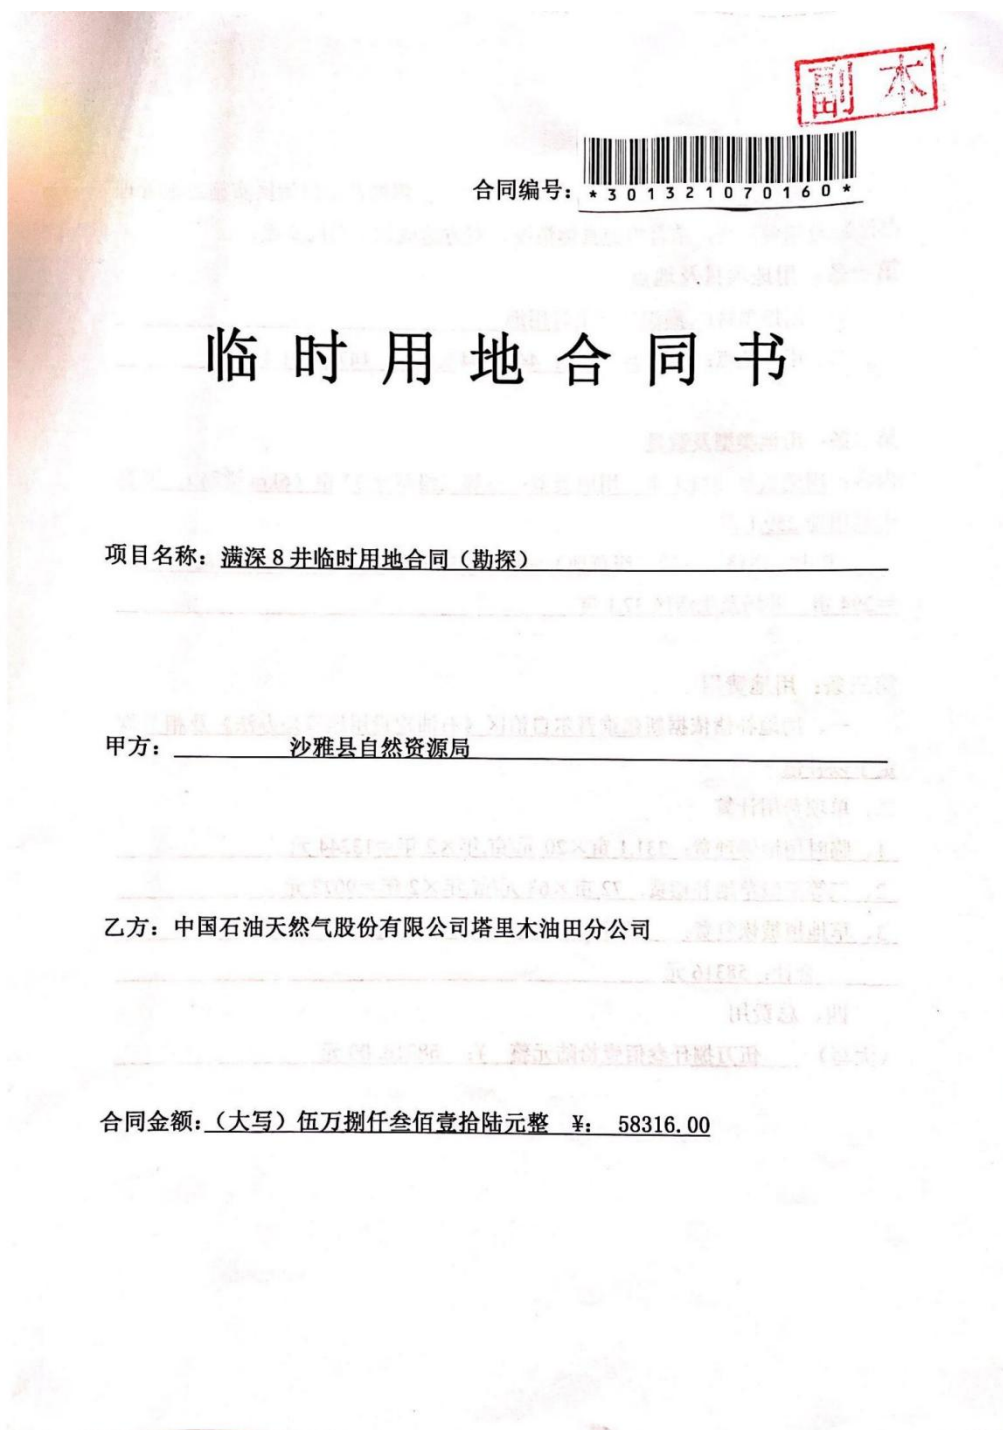 副本
合同编号：*301321070160*
临时用地合同书
项目名称：满深8井临时用地合同（勘探）
甲方：沙雅县自然资源局
乙方：中国石油天然气股份有限公司塔里木油田分公司
合同金额：（大写）伍万捌仟叁佰壹拾陆元整 ¥： 58316.00